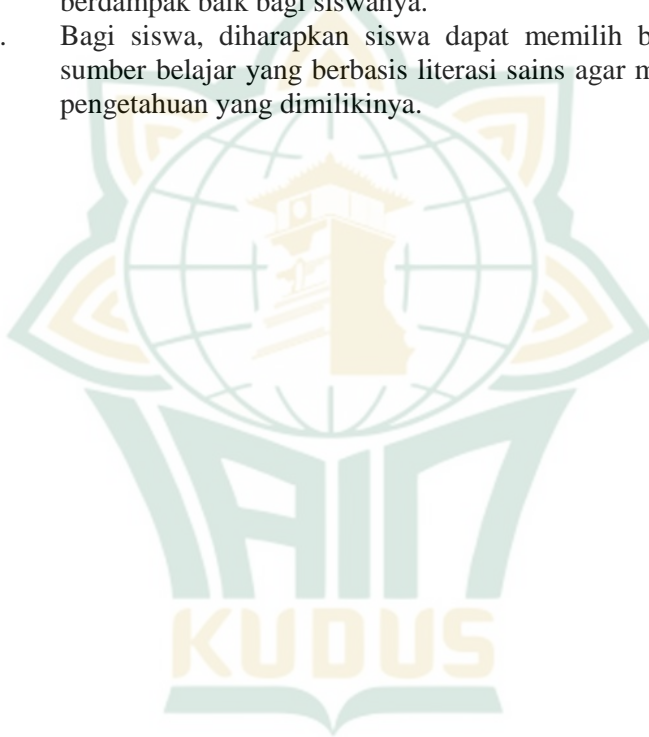 berdampak baik bagi siswanya.
. Bagi siswa, diharapkan siswa dapat memilih
sumber belajar yang berbasis literasi sains agar
pengetahuan yang dimilikinya.
IAIN
KUDUS